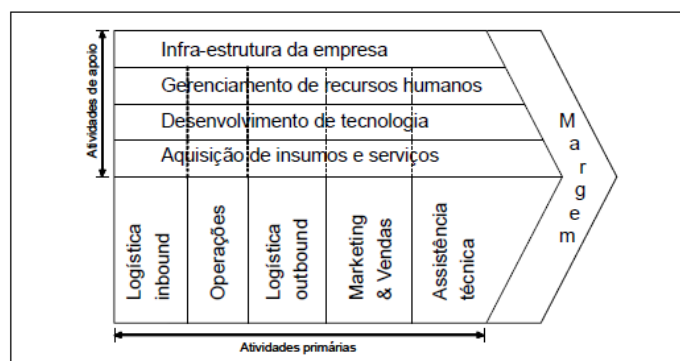 Atividades de apoio
Infra-estrutura da empresa
Gerenciamento de recursos humanos
Desenvolvimento de tecnologia
Aquisição de insumos e serviços
Margem
Logística
inbound
Operações
Logística
outbound
Marketing
& Vendas
Assistência
técnica
Atividades primárias